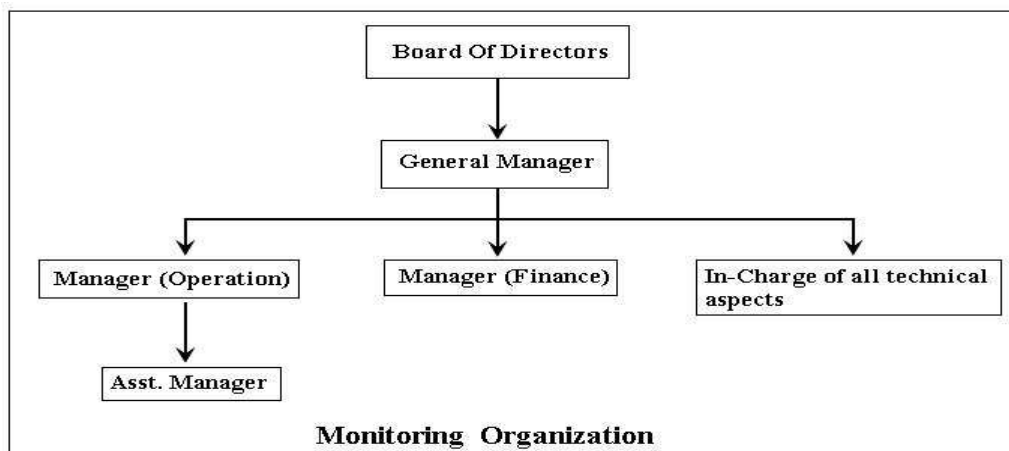 Board Of Directors
General Manager
Manager (Operation)
Manager (Finance)
In-Charge of all technical
aspects
Asst. Manager
Monitoring Organization